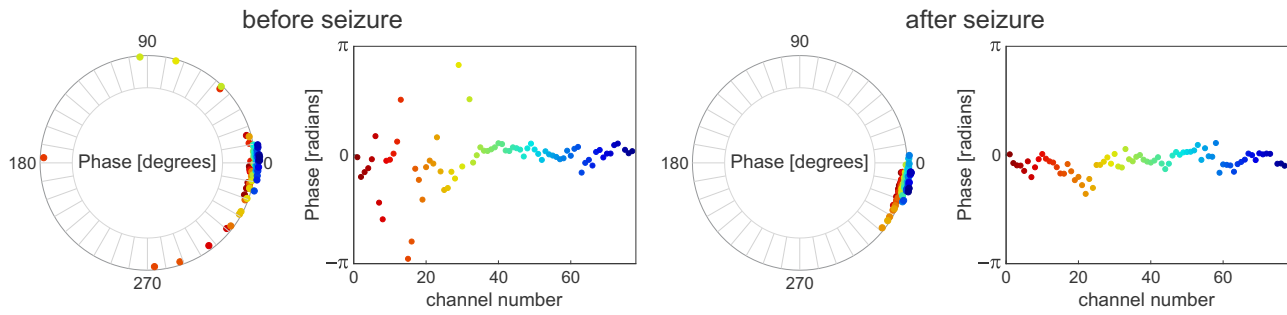 before seizure
after seizure
90
180
Phase [degrees]
0
270
π
0
−π
Phase [radians]
0
20
40
60
channel number
90
180
Phase [degrees]
0
270
π
0
−π
Phase [radians]
0
20
40
60
channel number